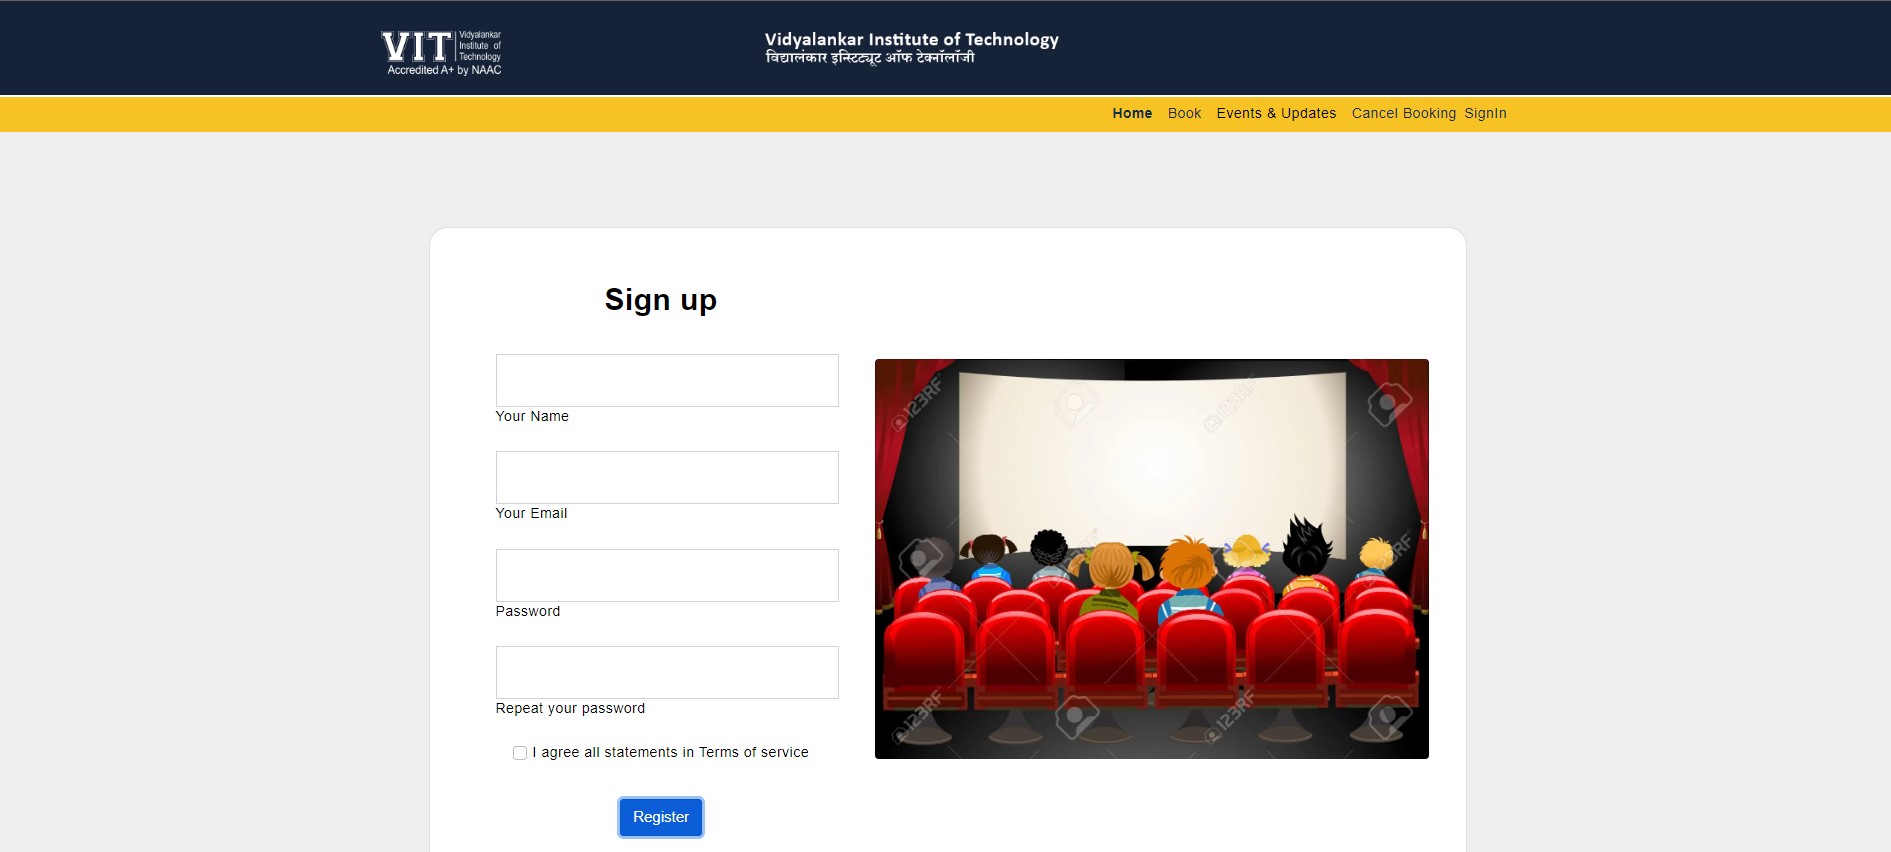 VIT
Vidyalankar
Institute of
Technology
Accredited A+ by NAAC
Vidyalankar Institute of Technology
विद्यालंकार इन्स्टिट्यूट ऑफ टेक्नॉलॉजी
Home Book Events & Updates Cancel Booking SignIn
Sign up
Your Name
Your Email
Password
Repeat your password
I agree all statements in Terms of service
Register
123RF
123RF
123RF
123RF
123RF